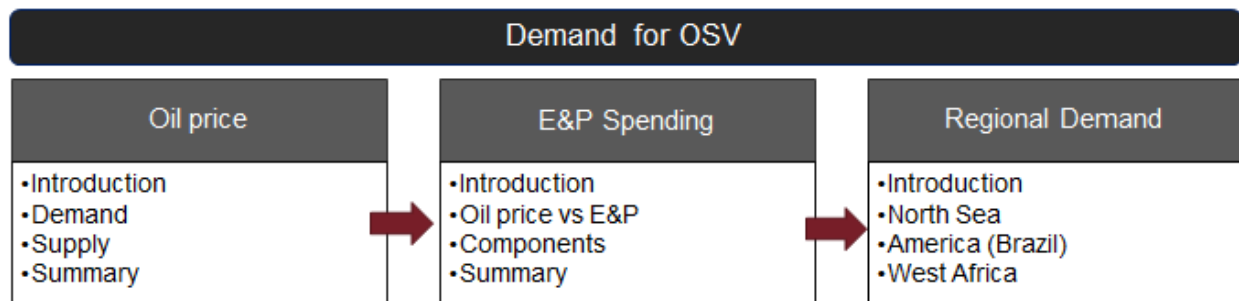 Demand for OSV
Oil price
•Introduction
•Demand
•Supply
•Summary
E&P Spending
•Introduction
•Oil price vs E&P
•Components
•Summary
Regional Demand
•Introduction
•North Sea
•America (Brazil)
•West Africa